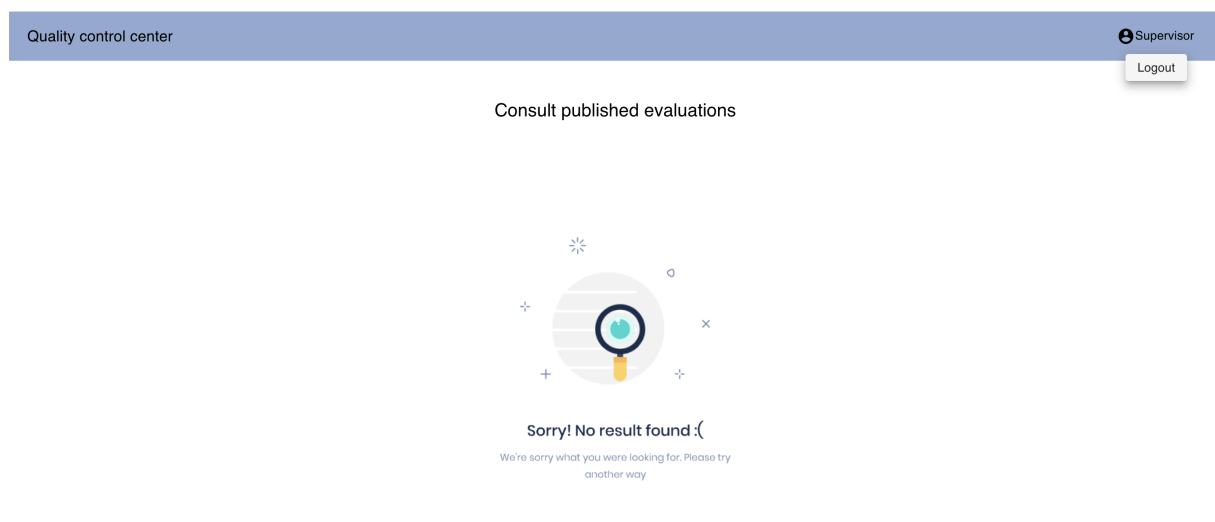 Quality control center
Supervisor
Logout
Consult published evaluations
Sorry! No result found :(
We're sorry what you were looking for. Please try
another way